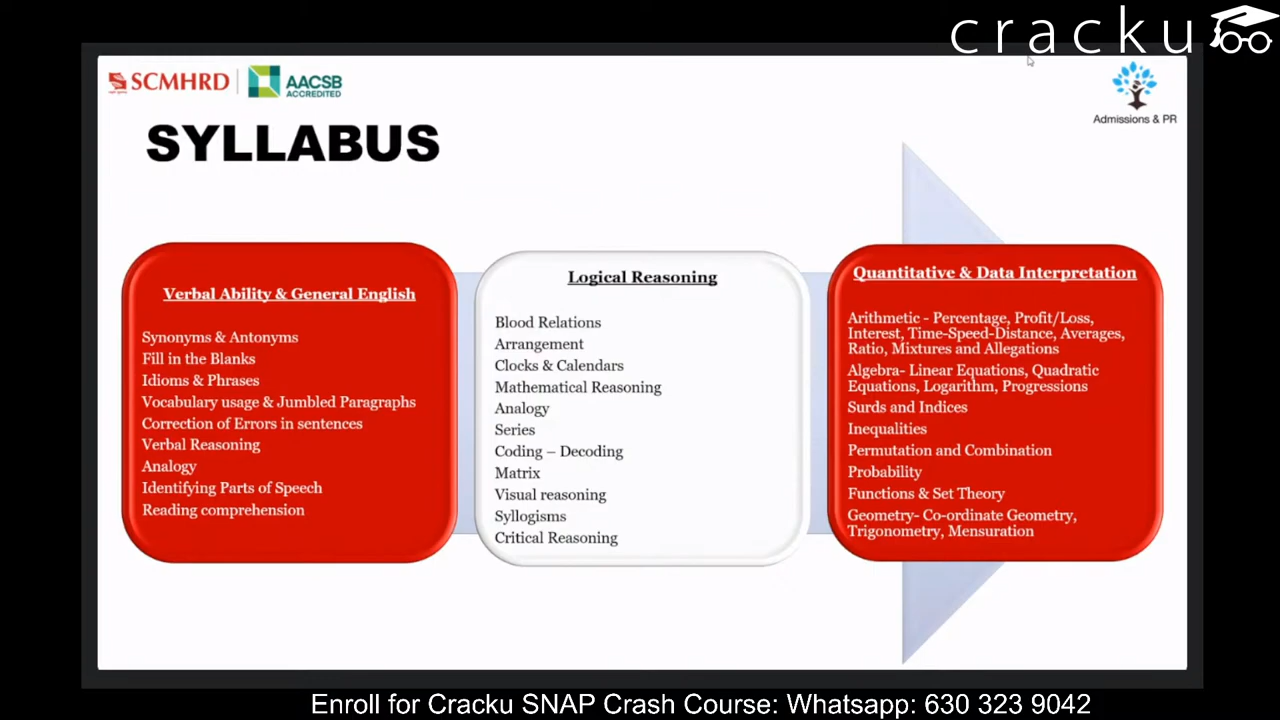 cracku
SCMHRD
AACSB
ACCREDITED
Admissions & PR
SYLLABUS
Verbal Ability & General English
Synonyms & Antonyms
Fill in the Blanks
Idioms & Phrases
Vocabulary usage & Jumbled Paragraphs
Correction of Errors in sentences
Verbal Reasoning
Analogy
Identifying Parts of Speech
Reading comprehension
Logical Reasoning
Blood Relations
Arrangement
Clocks & Calendars
Mathematical Reasoning
Analogy
Series
Coding – Decoding
Matrix
Visual reasoning
Syllogisms
Critical Reasoning
Quantitative & Data Interpretation
Arithmetic - Percentage, Profit/Loss,
Interest, Time-Speed-Distance, Averages,
Ratio, Mixtures and Allegations
Algebra- Linear Equations, Quadratic
Equations, Logarithm, Progressions
Surds and Indices
Inequalities
Permutation and Combination
Probability
Functions & Set Theory
Geometry- Co-ordinate Geometry,
Trigonometry, Mensuration
Enroll for Cracku SNAP Crash Course: Whatsapp: 630 323 9042